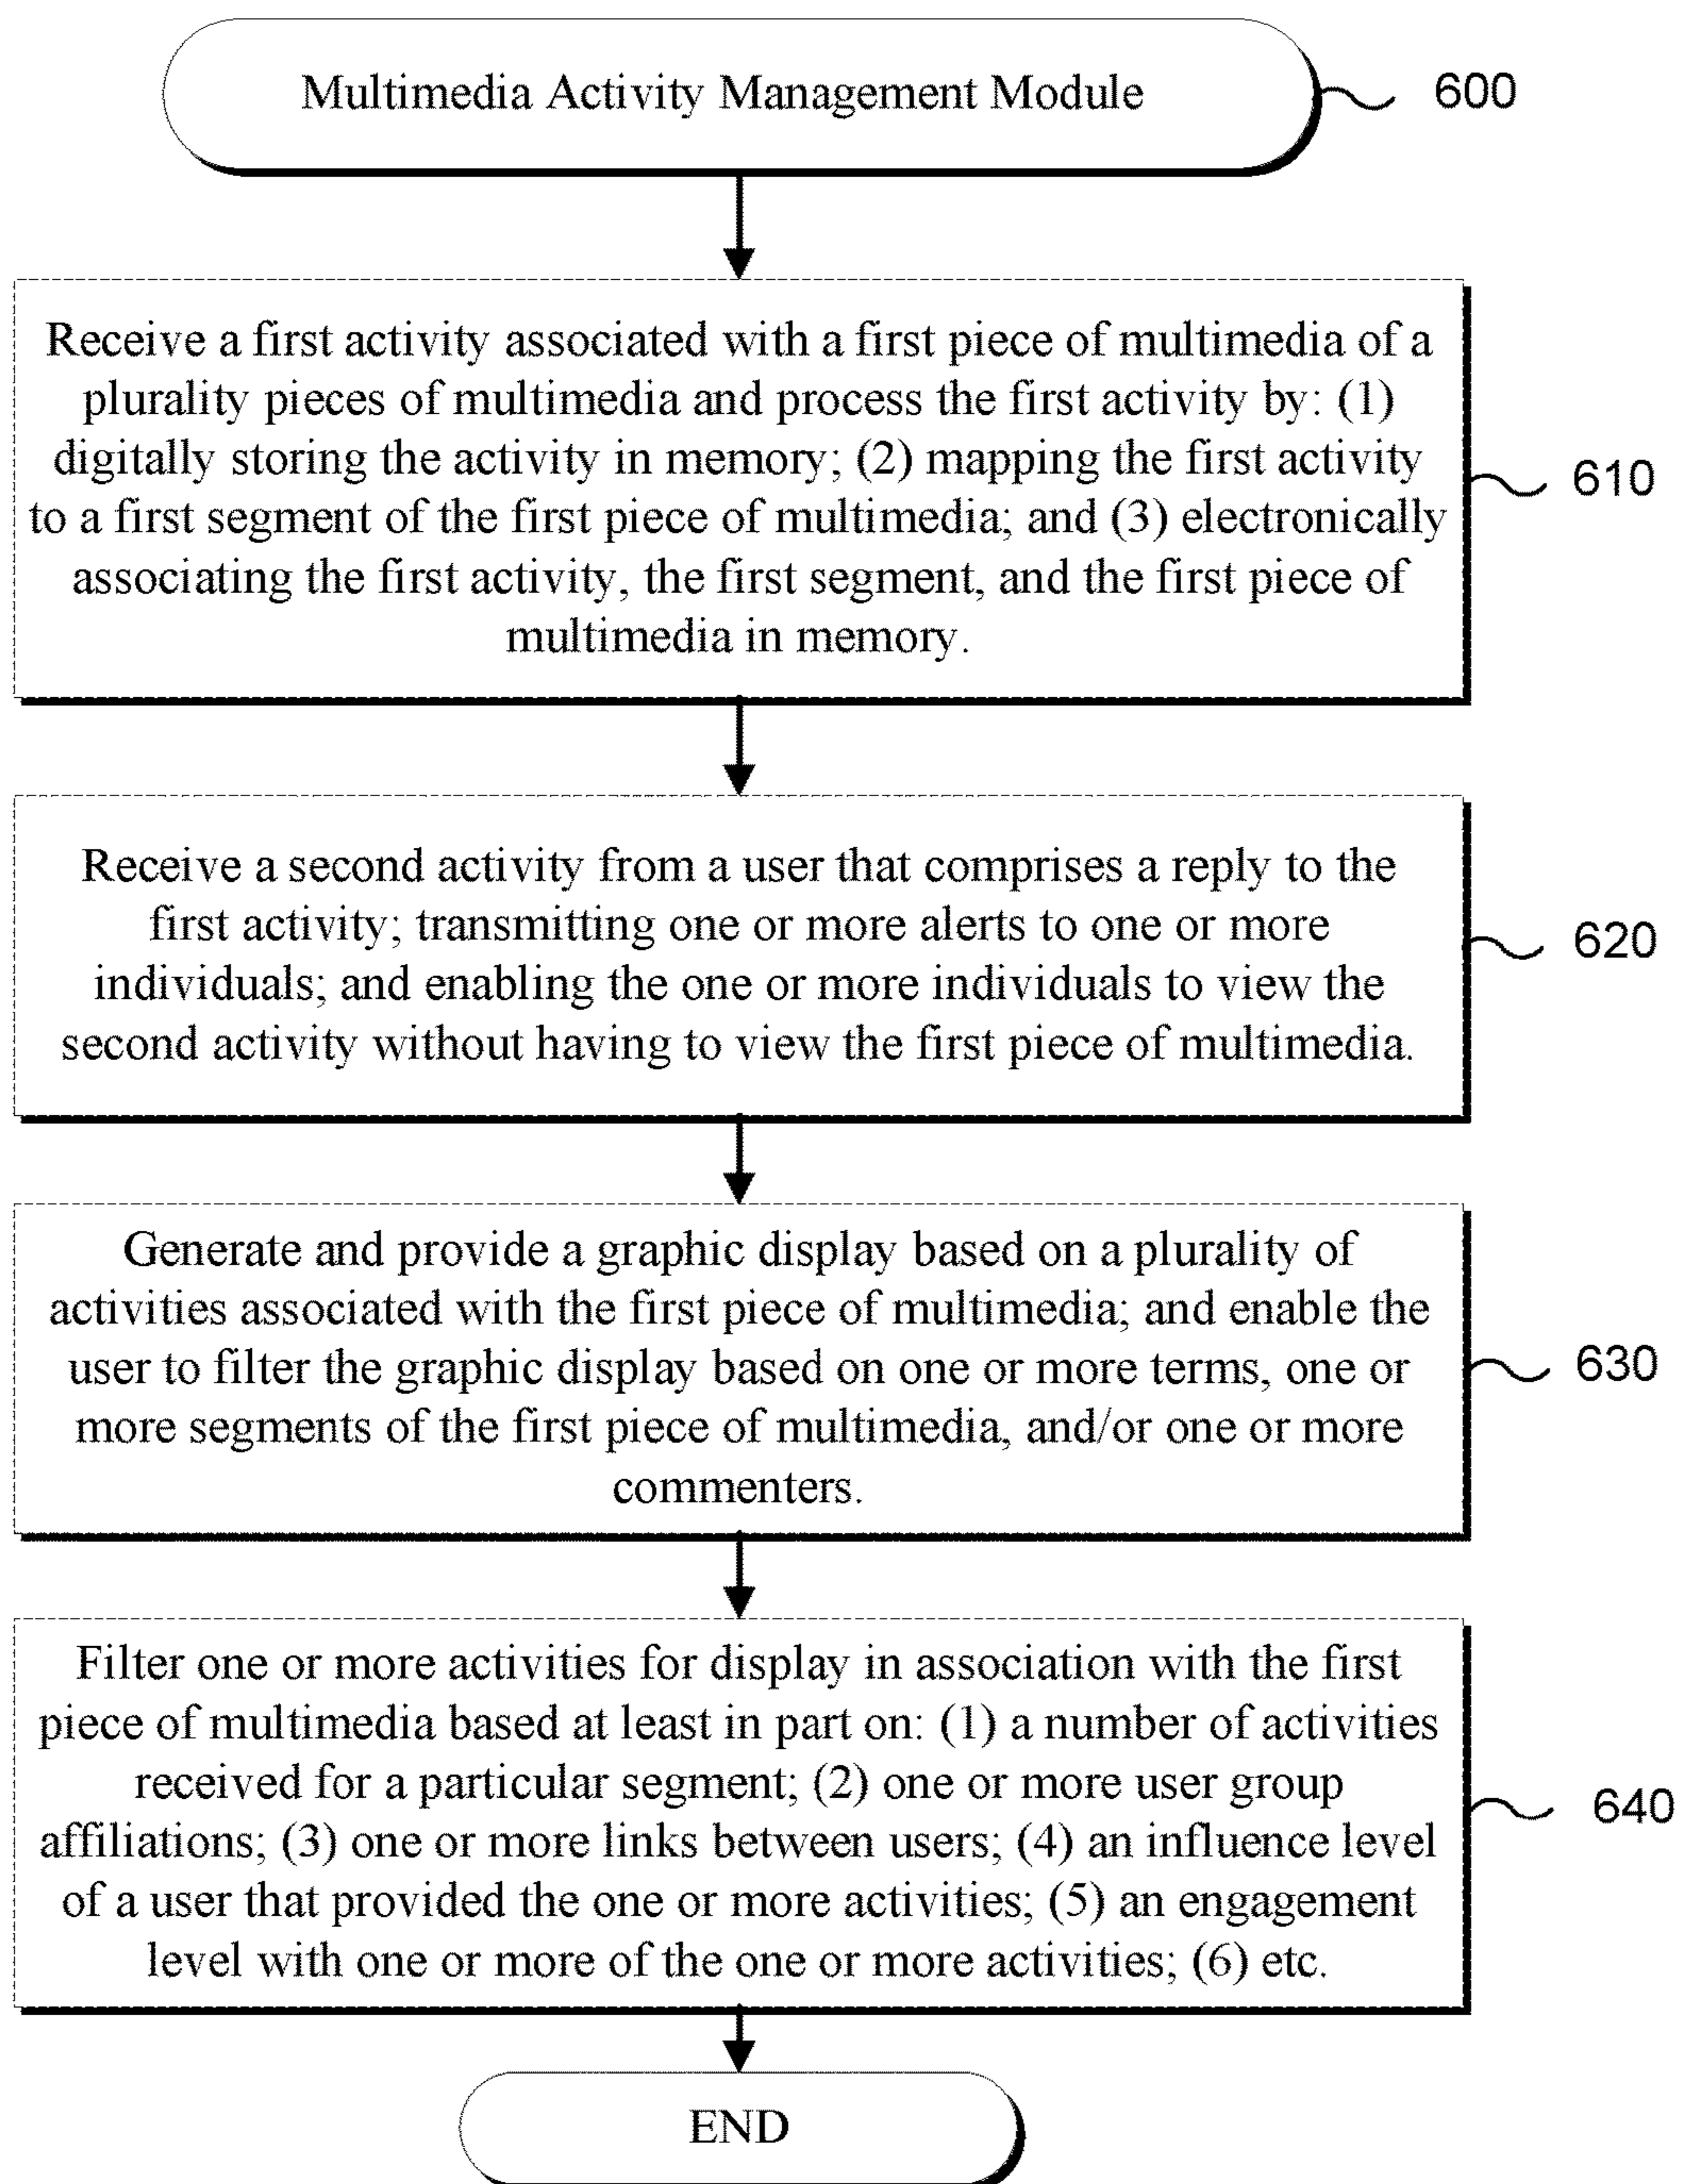 Multimedia Activity Management Module
600
Receive a first activity associated with a first piece of multimedia of a
plurality pieces of multimedia and process the first activity by: (1)
digitally storing the activity in memory; (2) mapping the first activity
to a first segment of the first piece of multimedia; and (3) electronically
associating the first activity, the first segment, and the first piece of
multimedia in memory.
610
Receive a second activity from a user that comprises a reply to the
first activity; transmitting one or more alerts to one or more
individuals; and enabling the one or more individuals to view the
second activity without having to view the first piece of multimedia.
620
Generate and provide a graphic display based on a plurality of
activities associated with the first piece of multimedia; and enable the
user to filter the graphic display based on one or more terms, one or
more segments of the first piece of multimedia, and/or one or more
commenters.
630
Filter one or more activities for display in association with the first
piece of multimedia based at least in part on: (1) a number of activities
received for a particular segment; (2) one or more user group
affiliations; (3) one or more links between users; (4) an influence level
of a user that provided the one or more activities; (5) an engagement
level with one or more of the one or more activities; (6) etc.
640
END